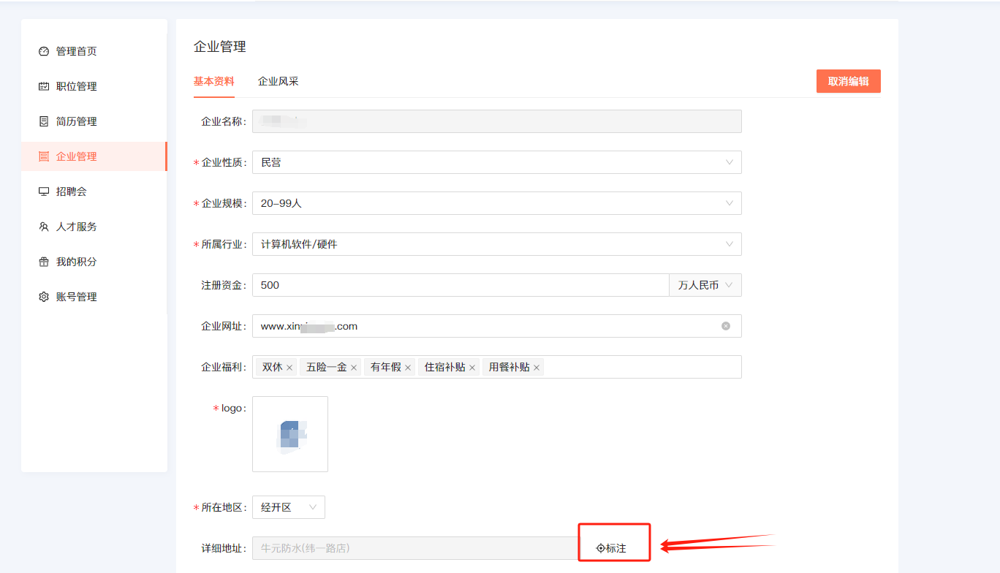 管理首页
职位管理
简历管理
企业管理
招聘会
人才服务
我的积分
账号管理
企业管理
基本资料 企业风采
取消编辑
企业名称:
* 企业性质: 民营
* 企业规模: 20-99人
* 所属行业: 计算机软件/硬件
注册资金: 500 万人民币
企业网址: www.xin .com
企业福利: 双休 × 五险一金 × 有年假 × 住宿补贴 × 用餐补贴 ×
* logo:
* 所在地区: 经开区
详细地址: 牛元防水(纬一路店) 标注